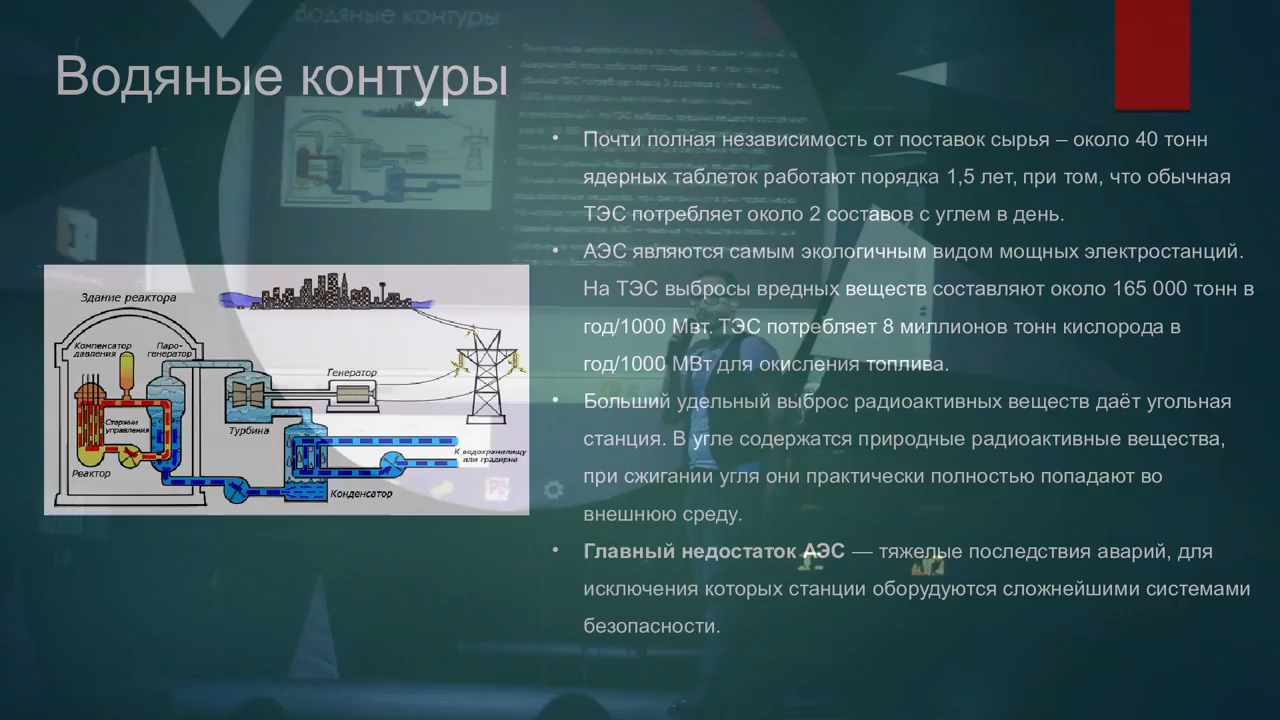 Водяные контуры
Водяные контуры
• Почти полная независимость от поставок сырья – около 40 тонн
ядерных таблеток работают порядка 1,5 лет, при том, что обычная
ТЭС потребляет около 2 составов с углем в день.
• АЭС являются самым экологичным видом мощных электростанций.
На ТЭС выбросы вредных веществ составляют около 165 000 тонн в
год/1000 Мвт. ТЭС потребляет 8 миллионов тонн кислорода в
год/1000 МВт для окисления топлива.
• Больший удельный выброс радиоактивных веществ даёт угольная
станция. В угле содержатся природные радиоактивные вещества,
при сжигании угля они практически полностью попадают во
внешнюю среду.
• Главный недостаток АЭС — тяжелые последствия аварий, для
исключения которых станции оборудуются сложнейшими системами
безопасности.
Здание реактора
Компенсатор
давления
Паро-
генератор
Генератор
Стержни
управления
Турбина
К водохранилищу
или градирне
Реактор
Конденсатор